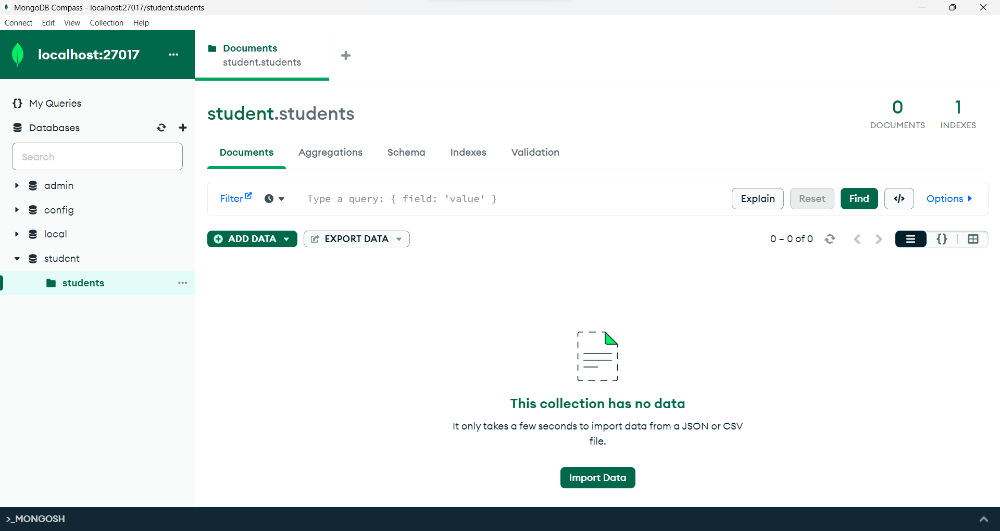 MongoDB Compass - localhost:27017/student.students
Connect Edit View Collection Help
localhost:27017
Documents
student.students
My Queries
Databases
Search
admin
config
local
student
students
student.students
0 DOCUMENTS
1 INDEXES
Documents Aggregations Schema Indexes Validation
Filter Type a query: { field: 'value' } Explain Reset Find </> Options
ADD DATA EXPORT DATA 0 – 0 of 0 {}
This collection has no data
It only takes a few seconds to import data from a JSON or CSV
file.
Import Data
>_MONGOSH